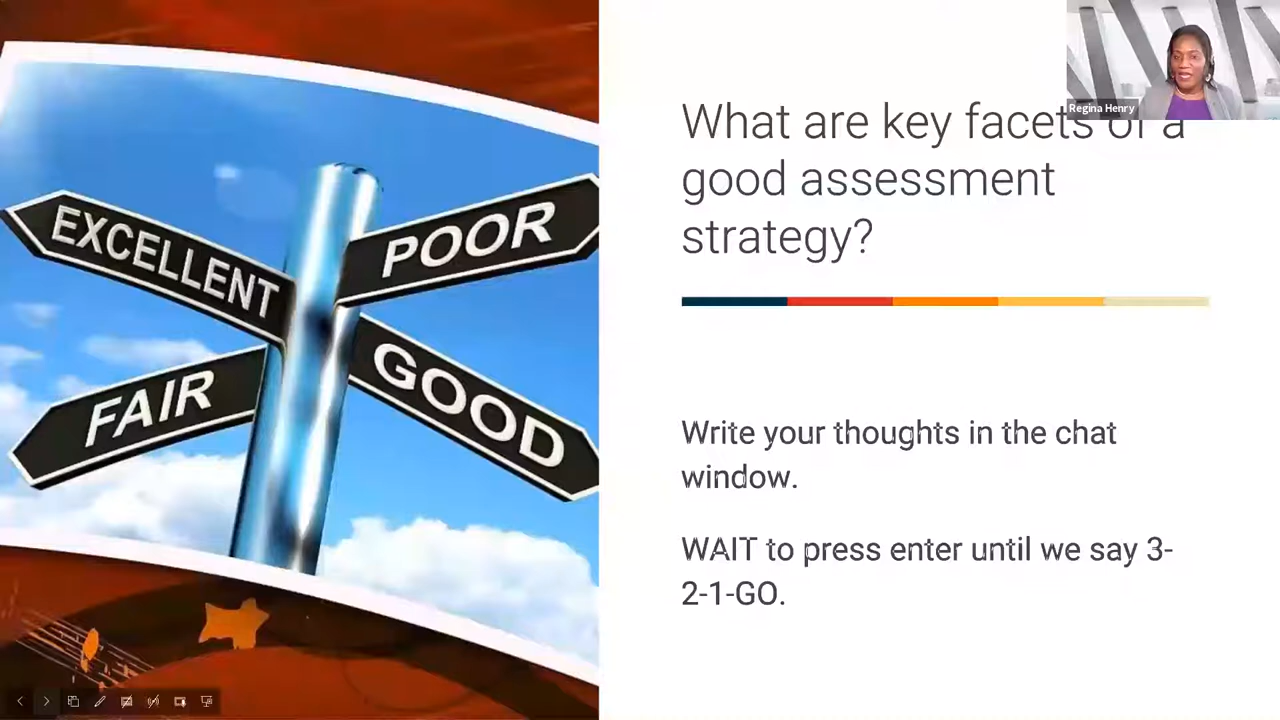 EXCELLENT
POOR
FAIR
GOOD
What are key facets of a
good assessment
strategy?
Write your thoughts in the chat
window.
WAIT to press enter until we say 3-
2-1-GO.
Regina Henry